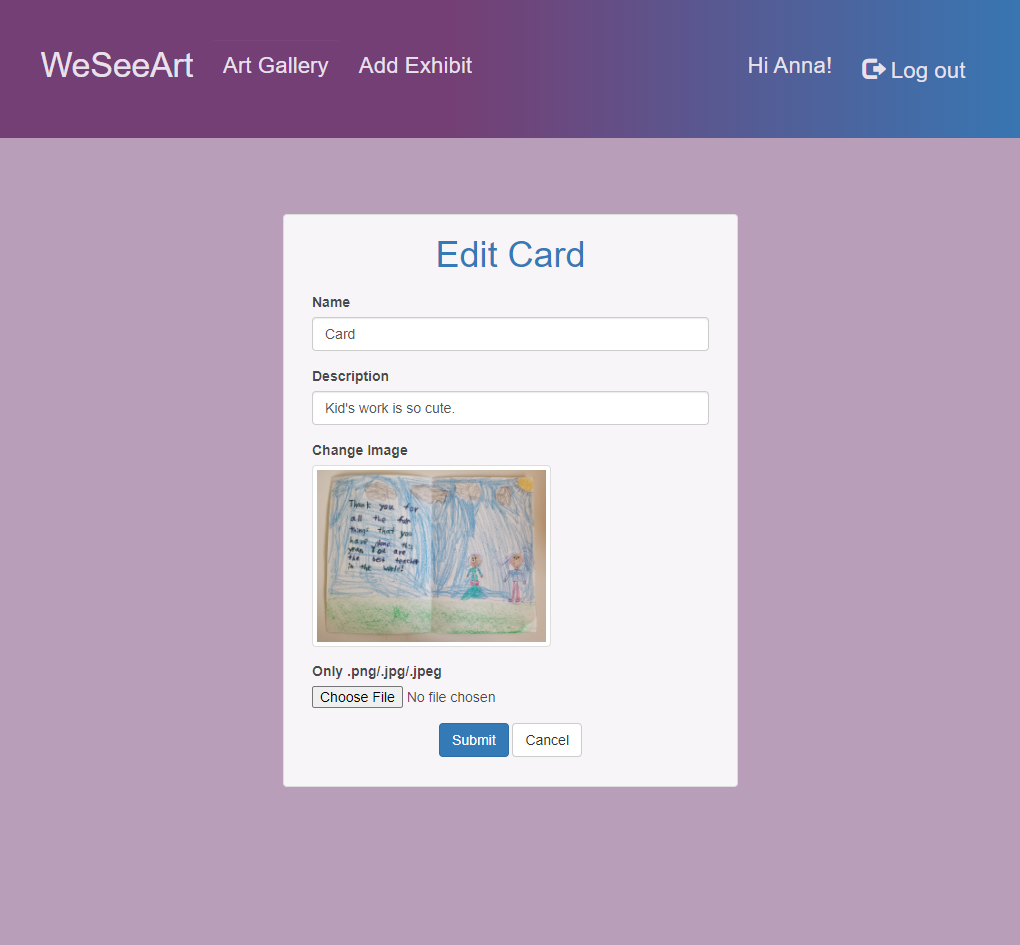 WeSeeArt Art Gallery Add Exhibit Hi Anna! Log out
Edit Card
Name
Card
Description
Kid's work is so cute.
Change Image
Thank you for
all the fun
things that you
have done this
year. You are
the best teacher
in the world!
Only .png/.jpg/.jpeg
Choose File No file chosen
Submit Cancel